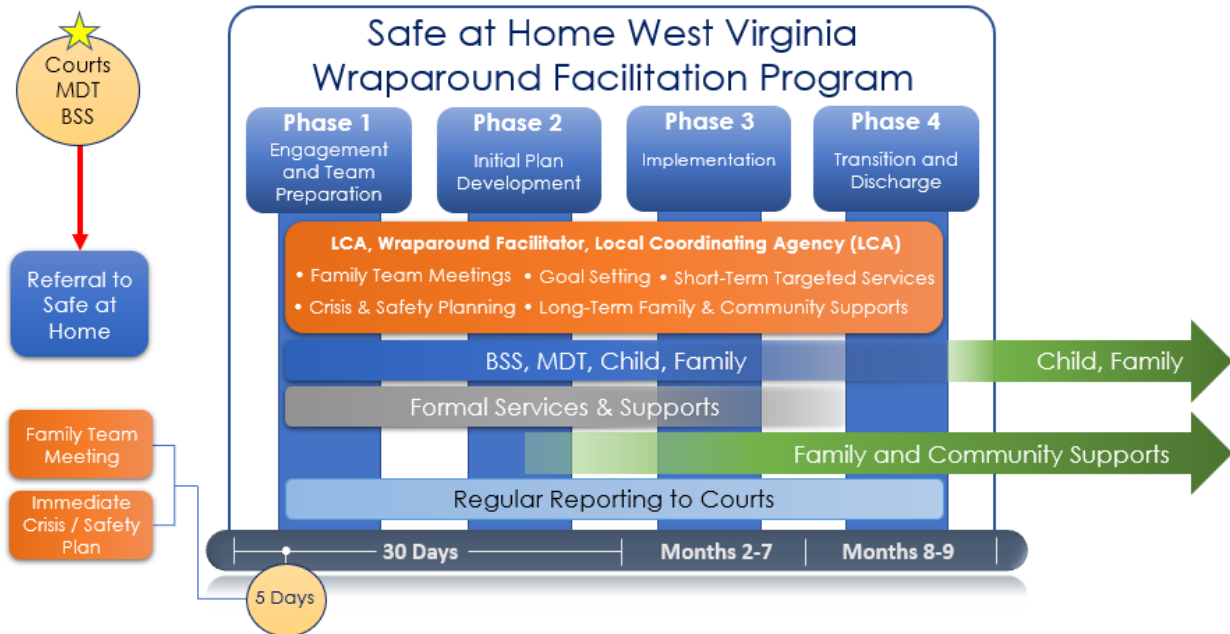 Courts
MDT
BSS
Referral to
Safe at
Home
Family Team
Meeting
Immediate
Crisis / Safety
Plan
5 Days
Safe at Home West Virginia
Wraparound Facilitation Program
Phase 1
Engagement
and Team
Preparation
Phase 2
Initial Plan
Development
Phase 3
Implementation
Phase 4
Transition and
Discharge
LCA, Wraparound Facilitator, Local Coordinating Agency (LCA)
• Family Team Meetings • Goal Setting • Short-Term Targeted Services
• Crisis & Safety Planning • Long-Term Family & Community Supports
BSS, MDT, Child, Family
Child, Family
Formal Services & Supports
Family and Community Supports
Regular Reporting to Courts
30 Days
Months 2-7
Months 8-9